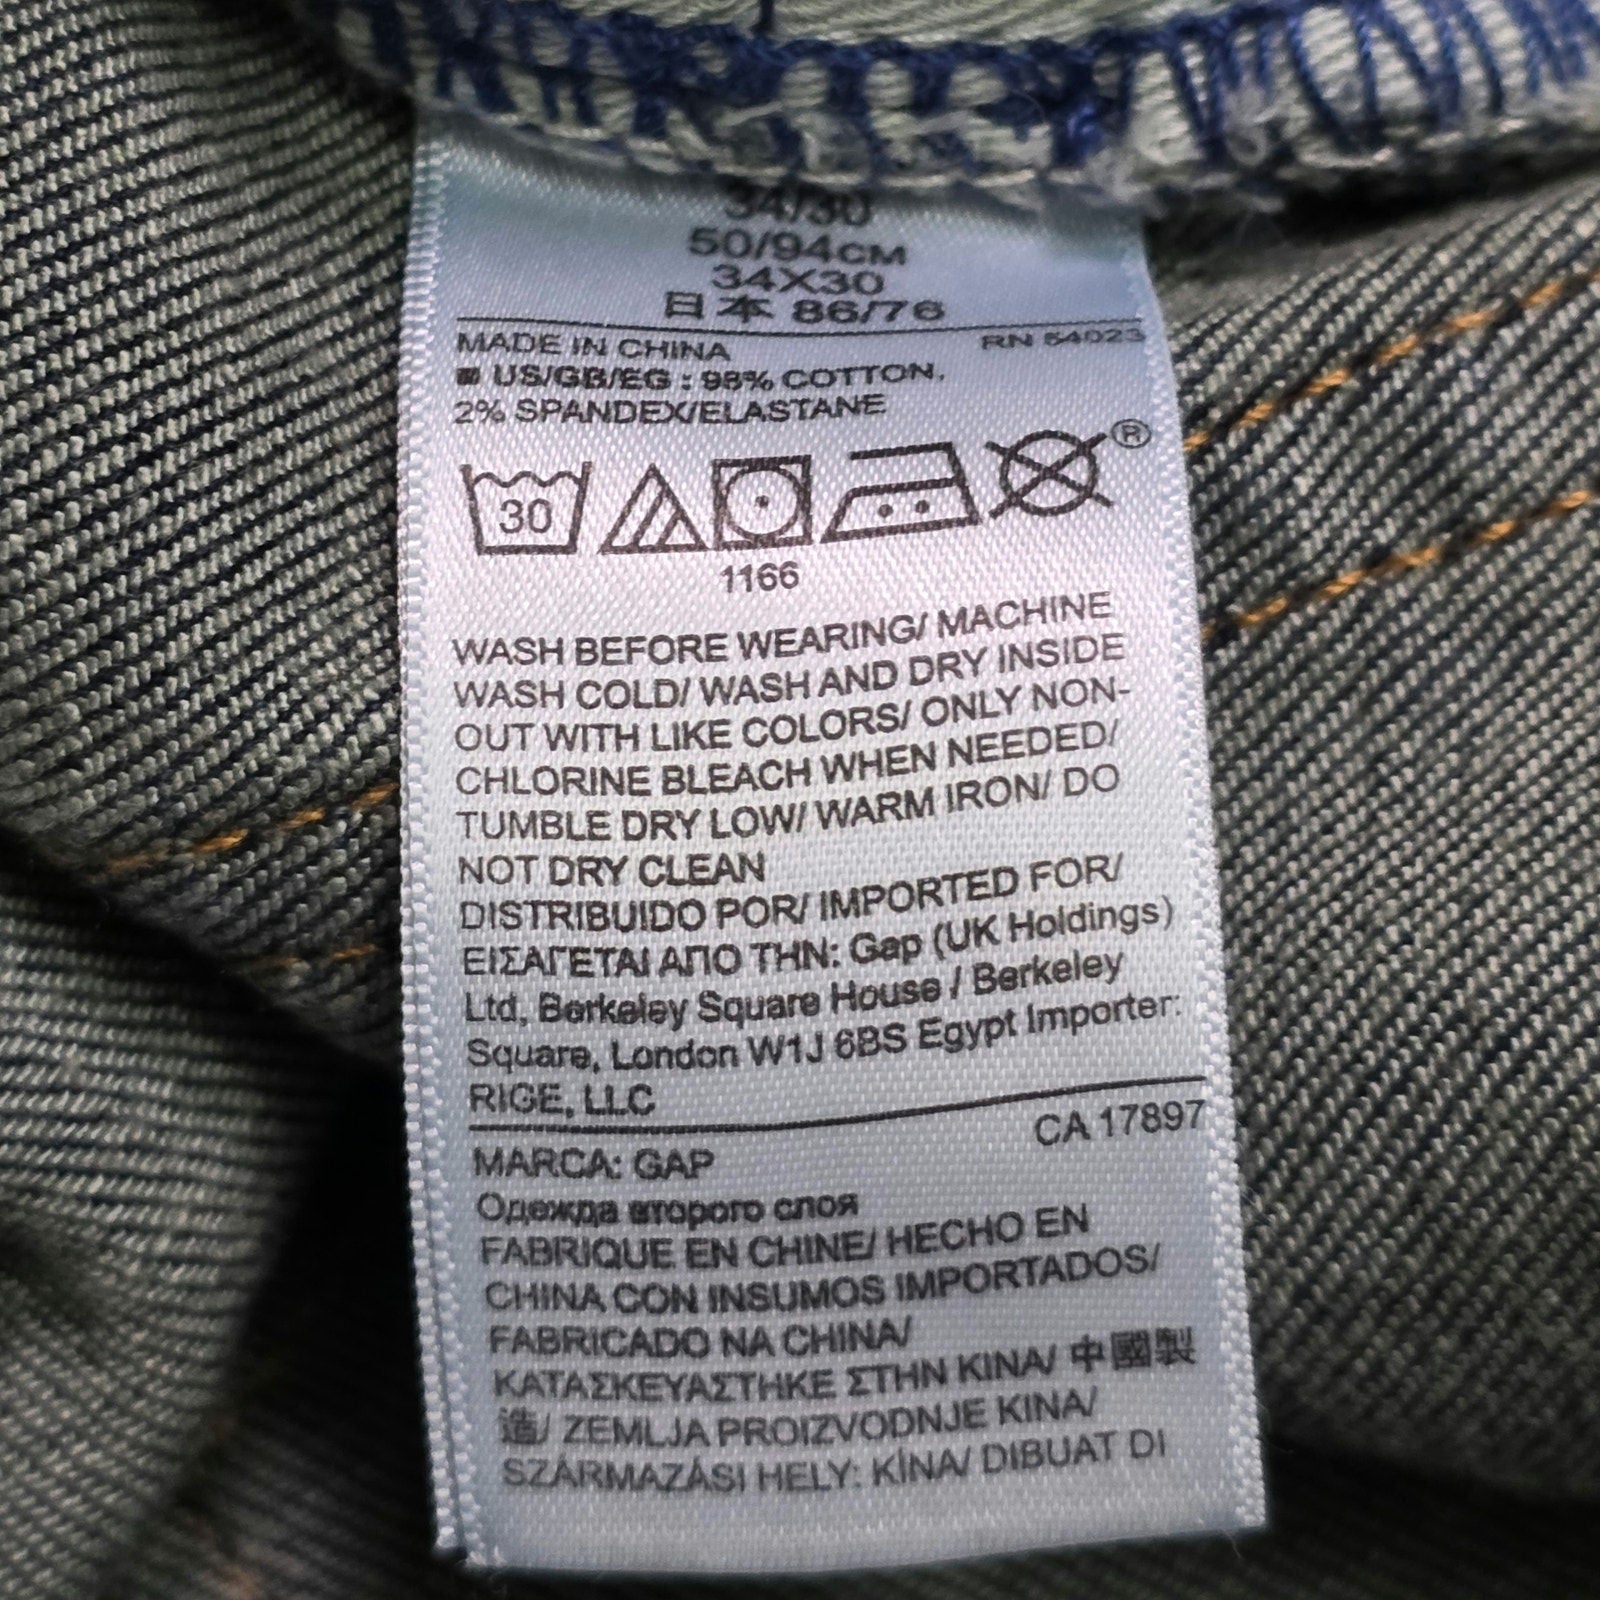 34/30
50/94CM
34X30
日本 86/76
MADE IN CHINA RN 54023
US/GB/EG : 98% COTTON,
2% SPANDEX/ELASTANE
30 ®
1166
WASH BEFORE WEARING/ MACHINE
WASH COLD/ WASH AND DRY INSIDE
OUT WITH LIKE COLORS/ ONLY NON-
CHLORINE BLEACH WHEN NEEDED/
TUMBLE DRY LOW/ WARM IRON/ DO
NOT DRY CLEAN
DISTRIBUIDO POR/ IMPORTED FOR/
ΕΙΣΑΓΕΤΑΙ ΑΠΟ ΤΗΝ: Gap (UK Holdings)
Ltd, Berkeley Square House / Berkeley
Square, London W1J 6BS Egypt Importer:
RIGE, LLC
CA 17897
MARCA: GAP
Одежда второго слоя
FABRIQUE EN CHINE/ HECHO EN
CHINA CON INSUMOS IMPORTADOS/
FABRICADO NA CHINA/
ΚΑΤΑΣΚΕΥΑΣΤΗΚΕ ΣΤΗΝ ΚΙΝΑ/ 中國製
造/ ZEMLJA PROIZVODNJE KINA/
SZÁRMAZÁSI HELY: KÍNA/ DIBUAT DI